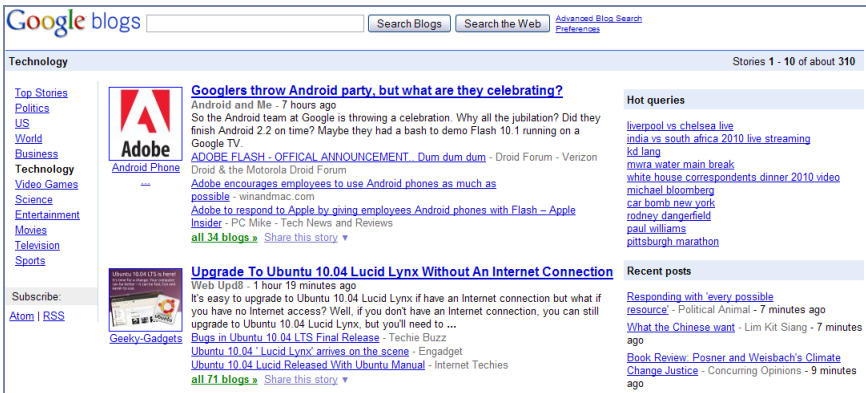 Google blogs
Search Blogs
Search the Web
Advanced Blog Search
Preferences
Technology
Stories 1 - 10 of about 310
Top Stories
Politics
US
World
Business
Technology
Video Games
Science
Entertainment
Movies
Television
Sports
Subscribe:
Atom | RSS
Adobe
Android Phone
...
Googlers throw Android party, but what are they celebrating?
Android and Me - 7 hours ago
So the Android team at Google is throwing a celebration. Why all the jubilation? Did they
finish Android 2.2 on time? Maybe they had a bash to demo Flash 10.1 running on a
Google TV.
ADOBE FLASH - OFFICAL ANNOUNCEMENT.. Dum dum dum - Droid Forum - Verizon
Droid & the Motorola Droid Forum
Adobe encourages employees to use Android phones as much as
possible - winandmac.com
Adobe to respond to Apple by giving employees Android phones with Flash – Apple
Insider - PC Mike - Tech News and Reviews
all 34 blogs » Share this story ▼
Ubuntu 10.04 LTS is here!
Geeky-Gadgets
Upgrade To Ubuntu 10.04 Lucid Lynx Without An Internet Connection
Web Upd8 - 1 hour 19 minutes ago
It's easy to upgrade to Ubuntu 10.04 Lucid Lynx if have an Internet connection but what if
you have no Internet access? Well, if you don't have an Internet connection, you can still
upgrade to Ubuntu 10.04 Lucid Lynx, but you'll need to ...
Bugs in Ubuntu 10.04 LTS Final Release - Techie Buzz
Ubuntu 10.04 ' Lucid Lynx' arrives on the scene - Engadget
Ubuntu 10.04 Lucid Released With Ubuntu Manual - Internet Techies
all 71 blogs » Share this story ▼
Hot queries
liverpool vs chelsea live
india vs south africa 2010 live streaming
kd lang
mwra water main break
white house correspondents dinner 2010 video
michael bloomberg
car bomb new york
rodney dangerfield
paul williams
pittsburgh marathon
Recent posts
Responding with 'every possible
resource' - Political Animal - 7 minutes ago
What the Chinese want - Lim Kit Siang - 7 minutes
ago
Book Review: Posner and Weisbach's Climate
Change Justice - Concurring Opinions - 9 minutes
ago